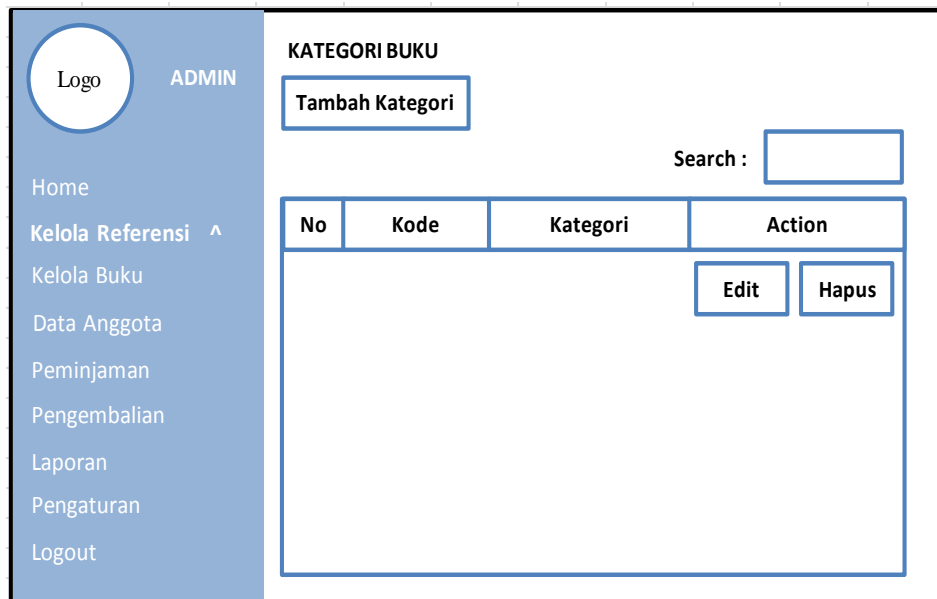 Logo
ADMIN
Home
Kelola Referensi ^
Kelola Buku
Data Anggota
Peminjaman
Pengembalian
Laporan
Pengaturan
Logout
KATEGORI BUKU
Tambah Kategori
Search :
No Kode Kategori Action
Edit Hapus